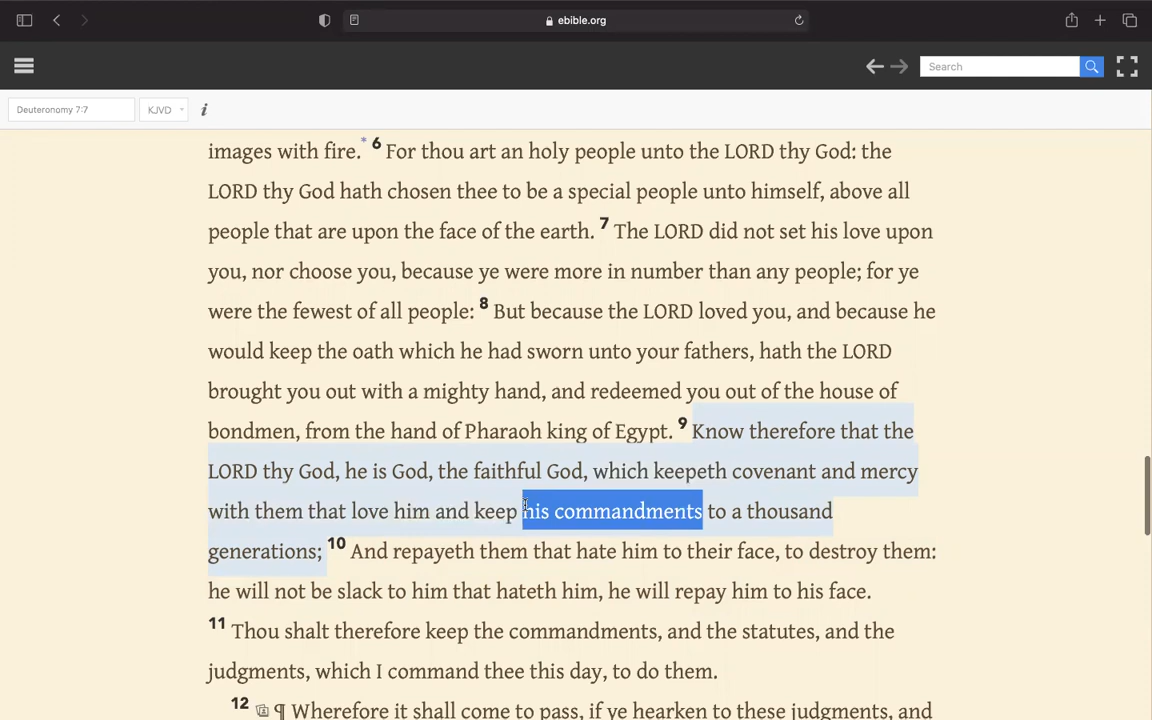 ebible.org
Search
Deuteronomy 7:7
KJVD
i
images with fire.* 6 For thou art an holy people unto the LORD thy God: the
LORD thy God hath chosen thee to be a special people unto himself, above all
people that are upon the face of the earth. 7 The LORD did not set his love upon
you, nor choose you, because ye were more in number than any people; for ye
were the fewest of all people: 8 But because the LORD loved you, and because he
would keep the oath which he had sworn unto your fathers, hath the LORD
brought you out with a mighty hand, and redeemed you out of the house of
bondmen, from the hand of Pharaoh king of Egypt. 9 Know therefore that the
LORD thy God, he is God, the faithful God, which keepeth covenant and mercy
with them that love him and keep his commandments to a thousand
generations; 10 And repayeth them that hate him to their face, to destroy them:
he will not be slack to him that hateth him, he will repay him to his face.
11 Thou shalt therefore keep the commandments, and the statutes, and the
judgments, which I command thee this day, to do them.
12 ¶ Wherefore it shall come to pass, if ye hearken to these judgments, and